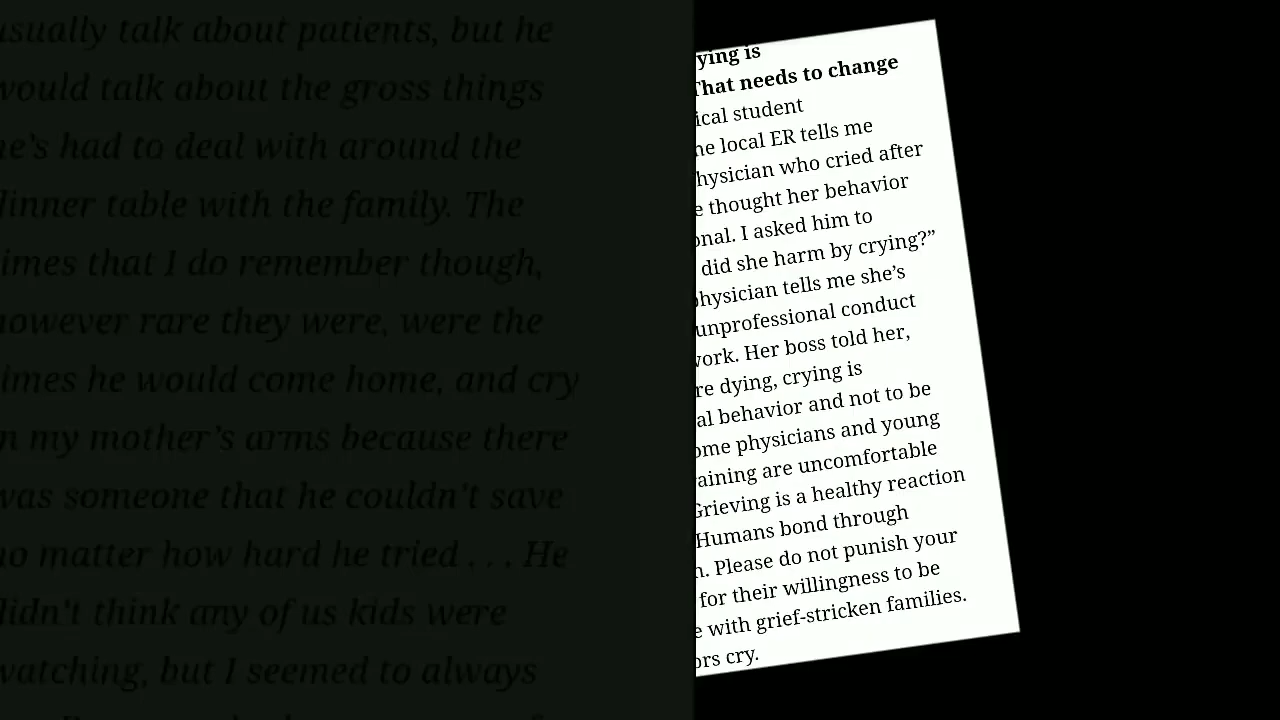 usually talk about patients, but he
would talk about the gross things
he's had to deal with around the
dinner table with the family. The
times that I do remember though,
however rare they were, were the
times he would come home, and cry
in my mother's arms because there
was someone that he couldn't save
no matter how hard he tried . . . He
didn't think any of us kids were
watching, but I seemed to always
ying is
That needs to change
ical student
he local ER tells me
hysician who cried after
e thought her behavior
onal. I asked him to
did she harm by crying?”
physician tells me she’s
unprofessional conduct
work. Her boss told her,
re dying, crying is
al behavior and not to be
ome physicians and young
raining are uncomfortable
Grieving is a healthy reaction
Humans bond through
n. Please do not punish your
for their willingness to be
e with grief-stricken families.
ors cry.